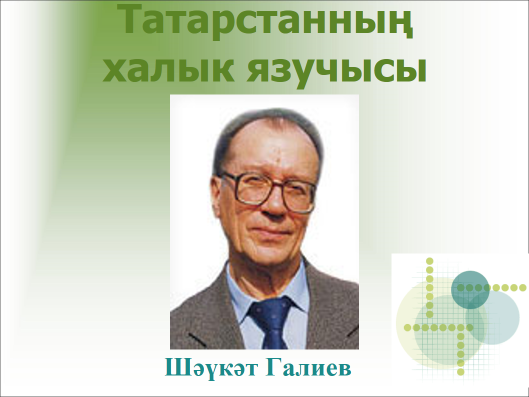 Татарстанның
халык язучысы
Шәүкәт Галиев